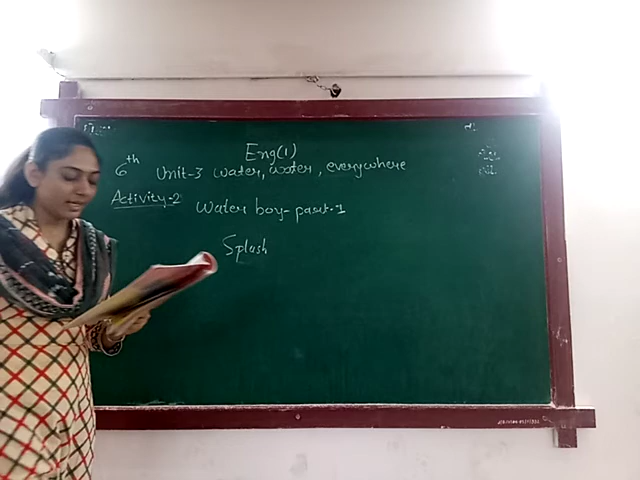 Eng(1)
6th Unit-3 water, water, everywhere
Activity-2
Water boy-part-1
Splash